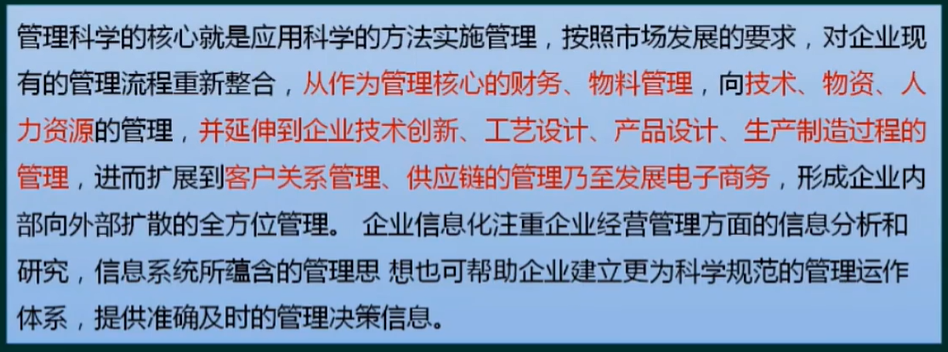 管理科学的核心就是应用科学的方法实施管理，按照市场发展的要求，对企业现
有的管理流程重新整合，从作为管理核心的财务、物料管理，向技术、物资、人
力资源的管理，并延伸到企业技术创新、工艺设计、产品设计、生产制造过程的
管理，进而扩展到客户关系管理、供应链的管理乃至发展电子商务，形成企业内
部向外部扩散的全方位管理。 企业信息化注重企业经营管理方面的信息分析和
研究，信息系统所蕴含的管理思 想也可帮助企业建立更为科学规范的管理运作
体系，提供准确及时的管理决策信息。